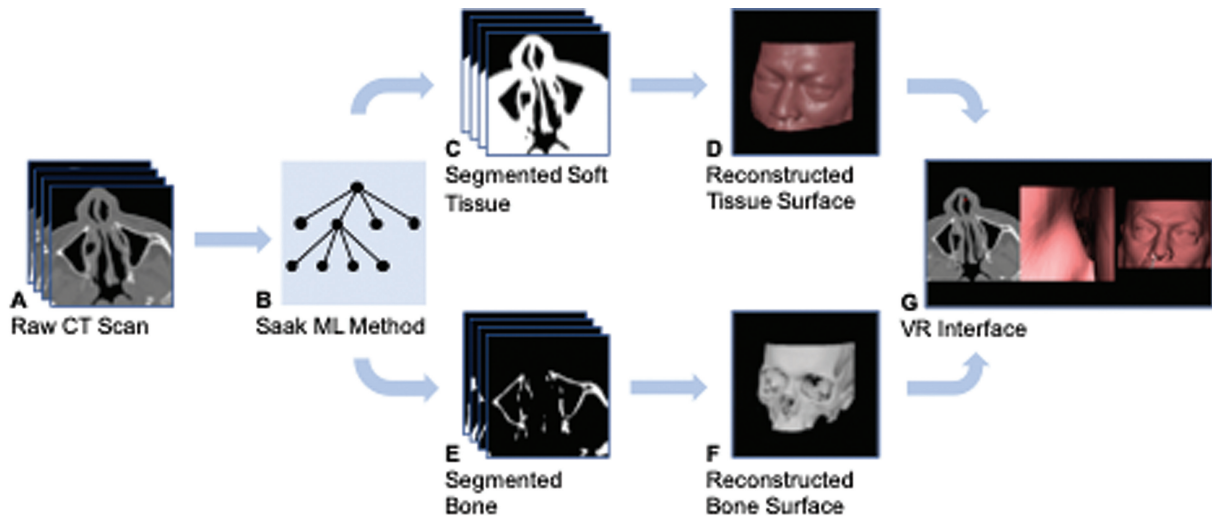 A
Raw CT Scan
B
Saak ML Method
C
Segmented Soft
Tissue
D
Reconstructed
Tissue Surface
E
Segmented
Bone
F
Reconstructed
Bone Surface
G
VR Interface